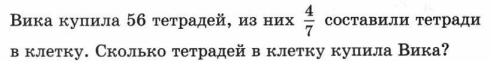 Вика купила 56 тетрадей, из них 4/7 составили тетради
в клетку. Сколько тетрадей в клетку купила Вика?